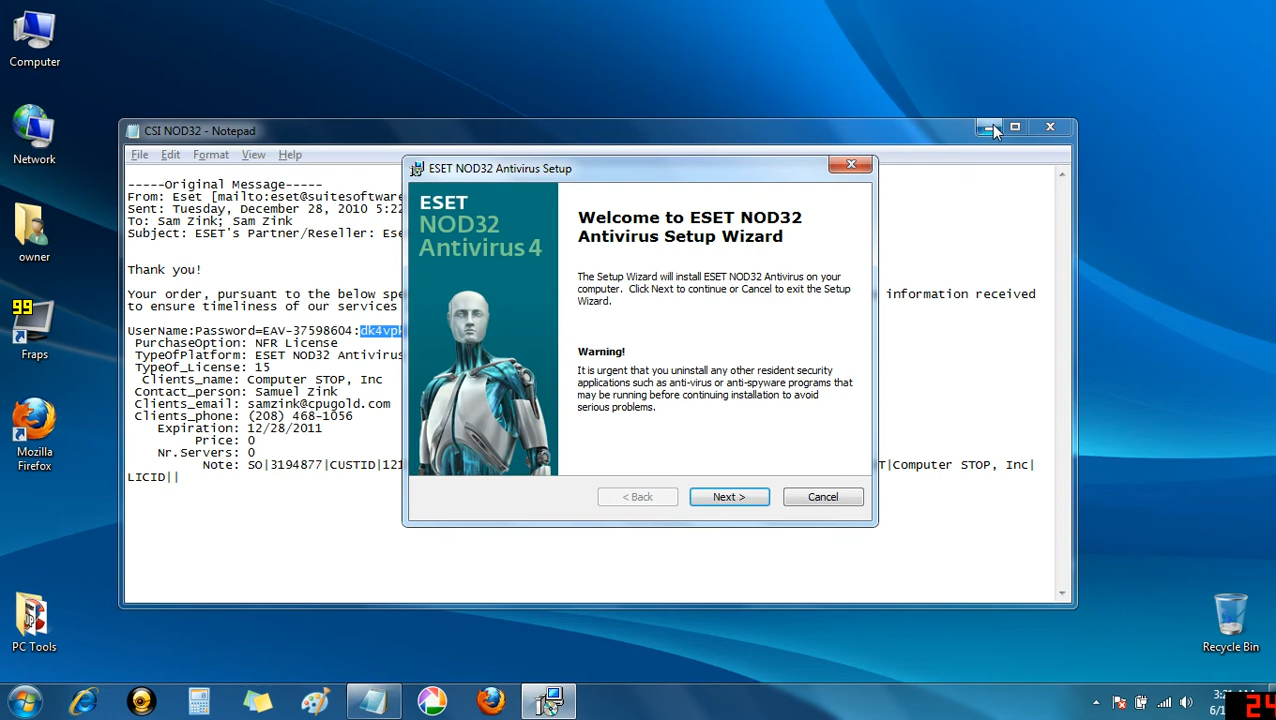 Computer
Network
owner
99
Fraps
Mozilla
Firefox
PC Tools
Recycle Bin
CSI NOD32 - Notepad
File Edit Format View Help
-----Original Message-----
From: Eset [mailto:eset@suitesoftware
Sent: Tuesday, December 28, 2010 5:22
To: Sam Zink; Sam Zink
Subject: ESET's Partner/Reseller:
Thank you!
Your order, pursuant to the below information received
to ensure timeliness of our services
UserName:Password=EAV-37598604:
PurchaseOption: NFR License
TypeofPlatform: ESET NOD32 Antivirus
TypeOf_License: 15
Clients_name: Computer STOP, Inc
Contact_person: Samuel Zink
Clients_email: samzink@cpugold.com
Clients_phone: (208) 468-1056
Expiration: 12/28/2011
Price: 0
Nr.Servers: 0
Note: SO|3194877|CUSTID|121 T|Computer STOP, Inc|
LICID||
ESET NOD32 Antivirus Setup
ESET
NOD32
Antivirus 4
Welcome to ESET NOD32
Antivirus Setup Wizard
The Setup Wizard will install ESET NOD32 Antivirus on your
computer. Click Next to continue or Cancel to exit the Setup
Wizard.
Warning!
It is urgent that you uninstall any other resident security
applications such as anti-virus or anti-spyware programs that
may be running before continuing installation to avoid
serious problems.
< Back Next > Cancel
24